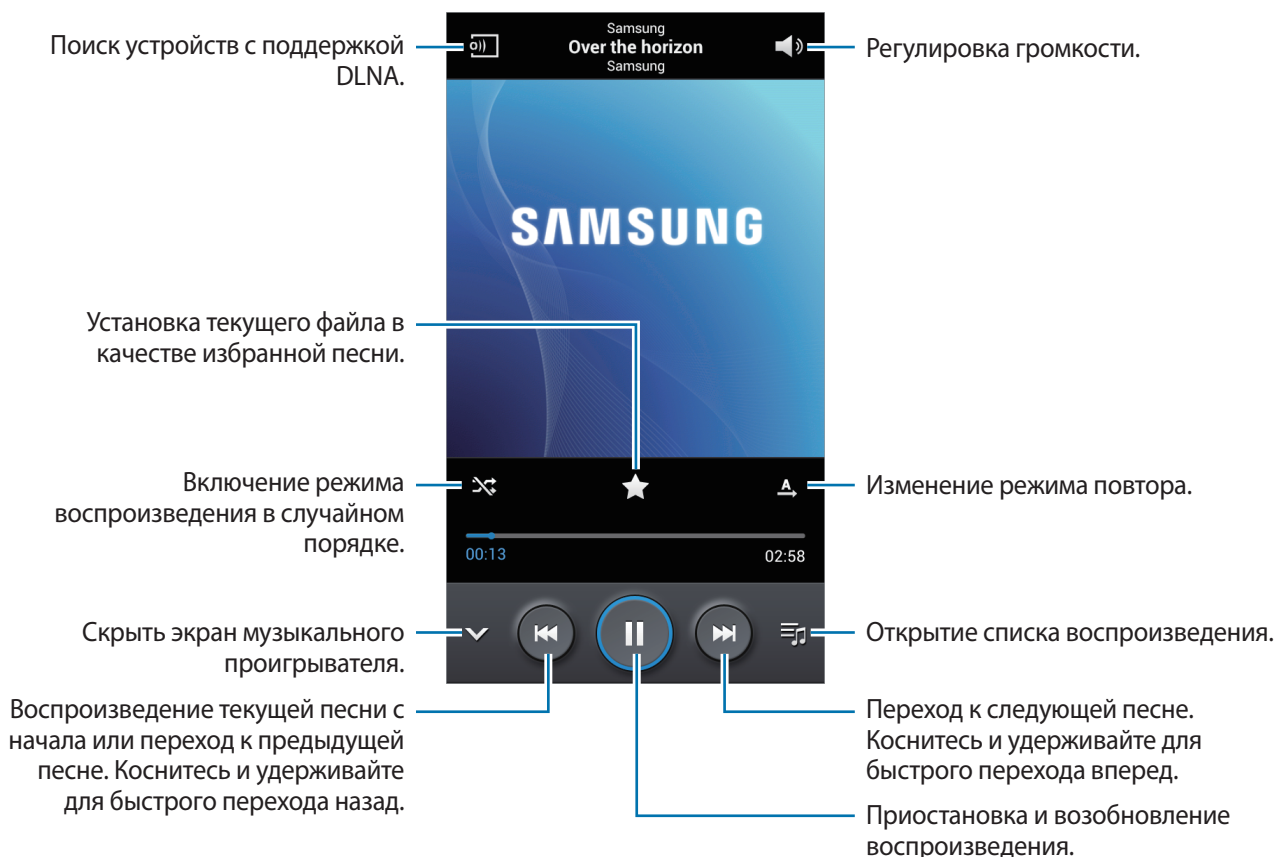 Поиск устройств с поддержкой
DLNA.
Samsung
Over the horizon
Samsung
Регулировка громкости.
SAMSUNG
Установка текущего файла в
качестве избранной песни.
Включение режима
воспроизведения в случайном
порядке.
A
Изменение режима повтора.
00:13
02:58
Скрыть экран музыкального
проигрывателя.
Открытие списка воспроизведения.
Воспроизведение текущей песни с
начала или переход к предыдущей
песне. Коснитесь и удерживайте
для быстрого перехода назад.
Переход к следующей песне.
Коснитесь и удерживайте для
быстрого перехода вперед.
Приостановка и возобновление
воспроизведения.